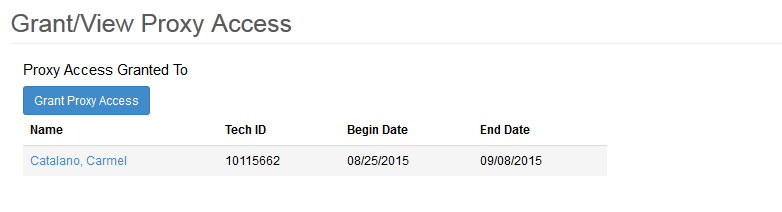 Grant/View Proxy Access
Proxy Access Granted To
Grant Proxy Access
Name Tech ID Begin Date End Date
Catalano, Carmel 10115662 08/25/2015 09/08/2015